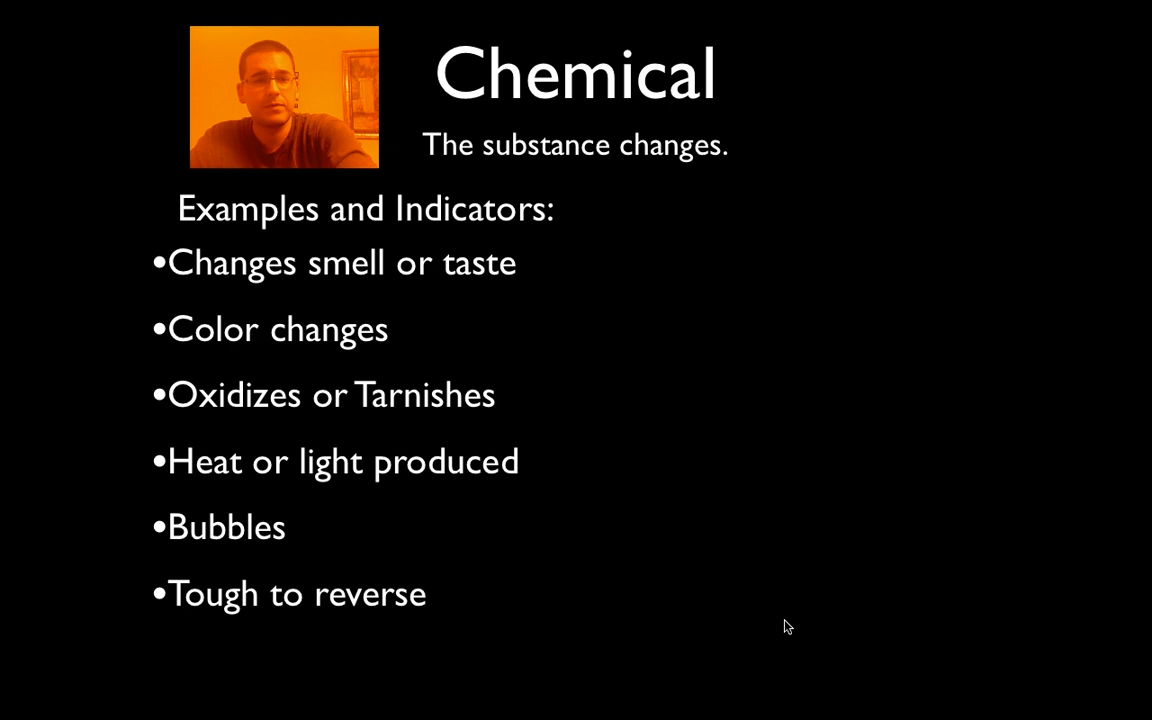 Chemical
The substance changes.
Examples and Indicators:
•Changes smell or taste
•Color changes
•Oxidizes or Tarnishes
•Heat or light produced
•Bubbles
•Tough to reverse